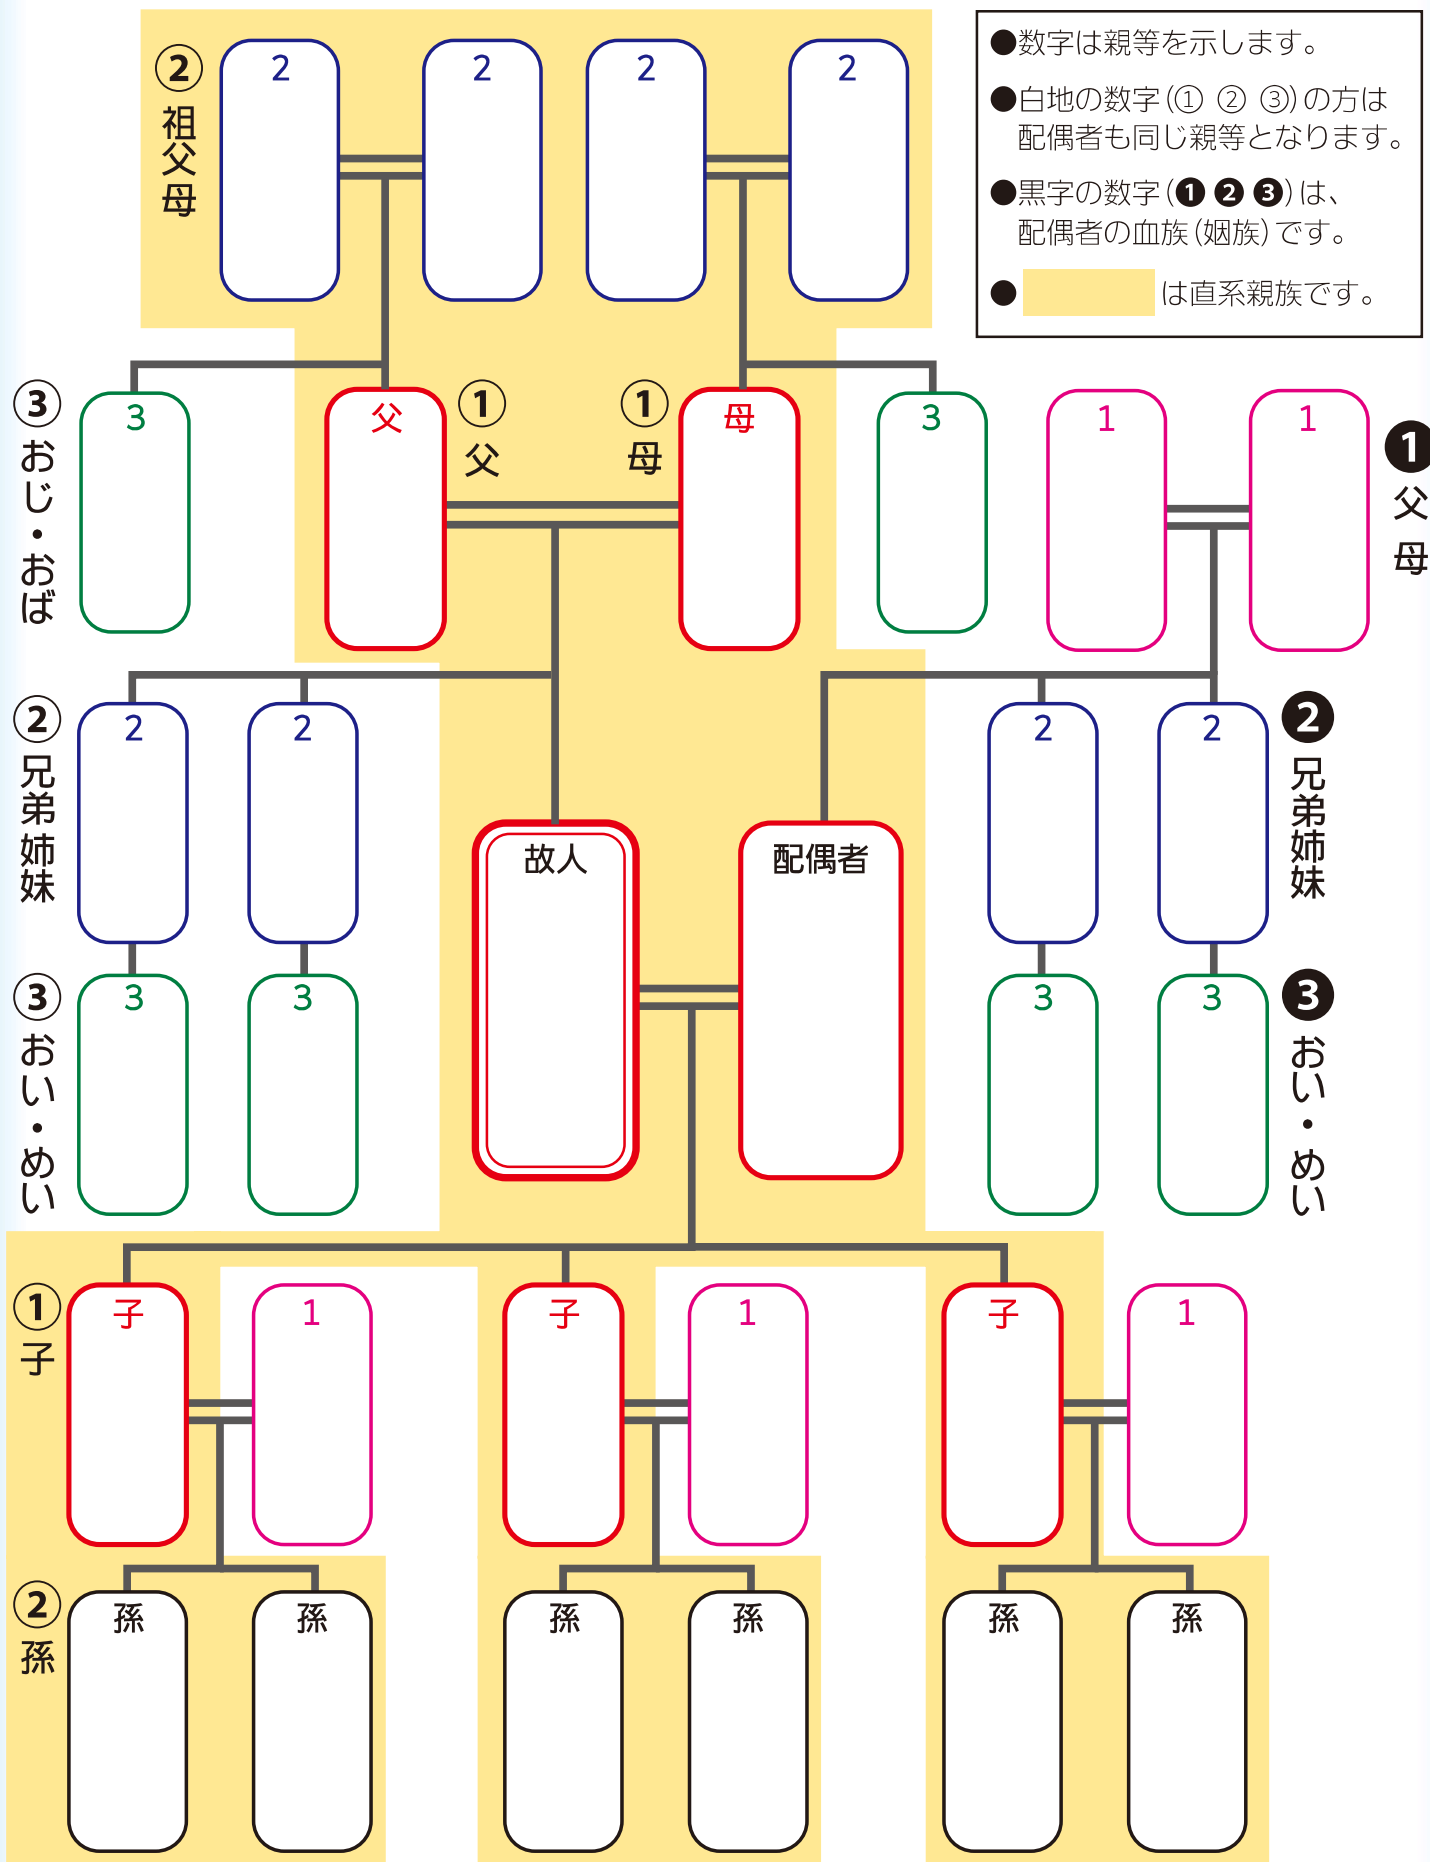 ●数字は親等を示します。
●白地の数字(① ② ③)の方は
配偶者も同じ親等となります。
●黒字の数字(❶ ❷ ❸)は、
配偶者の血族(姻族)です。
● は直系親族です。
② 祖父母
2 2 2 2
③ おじ・おば
3
父
① 父
① 母
母
3
1 1
❶ 父母
② 兄弟姉妹
2 2
故人
配偶者
2 2
❷ 兄弟姉妹
③ おい・めい
3 3
3 3
❸ おい・めい
① 子
子 1 子 1 子 1
② 孫
孫 孫 孫 孫 孫 孫